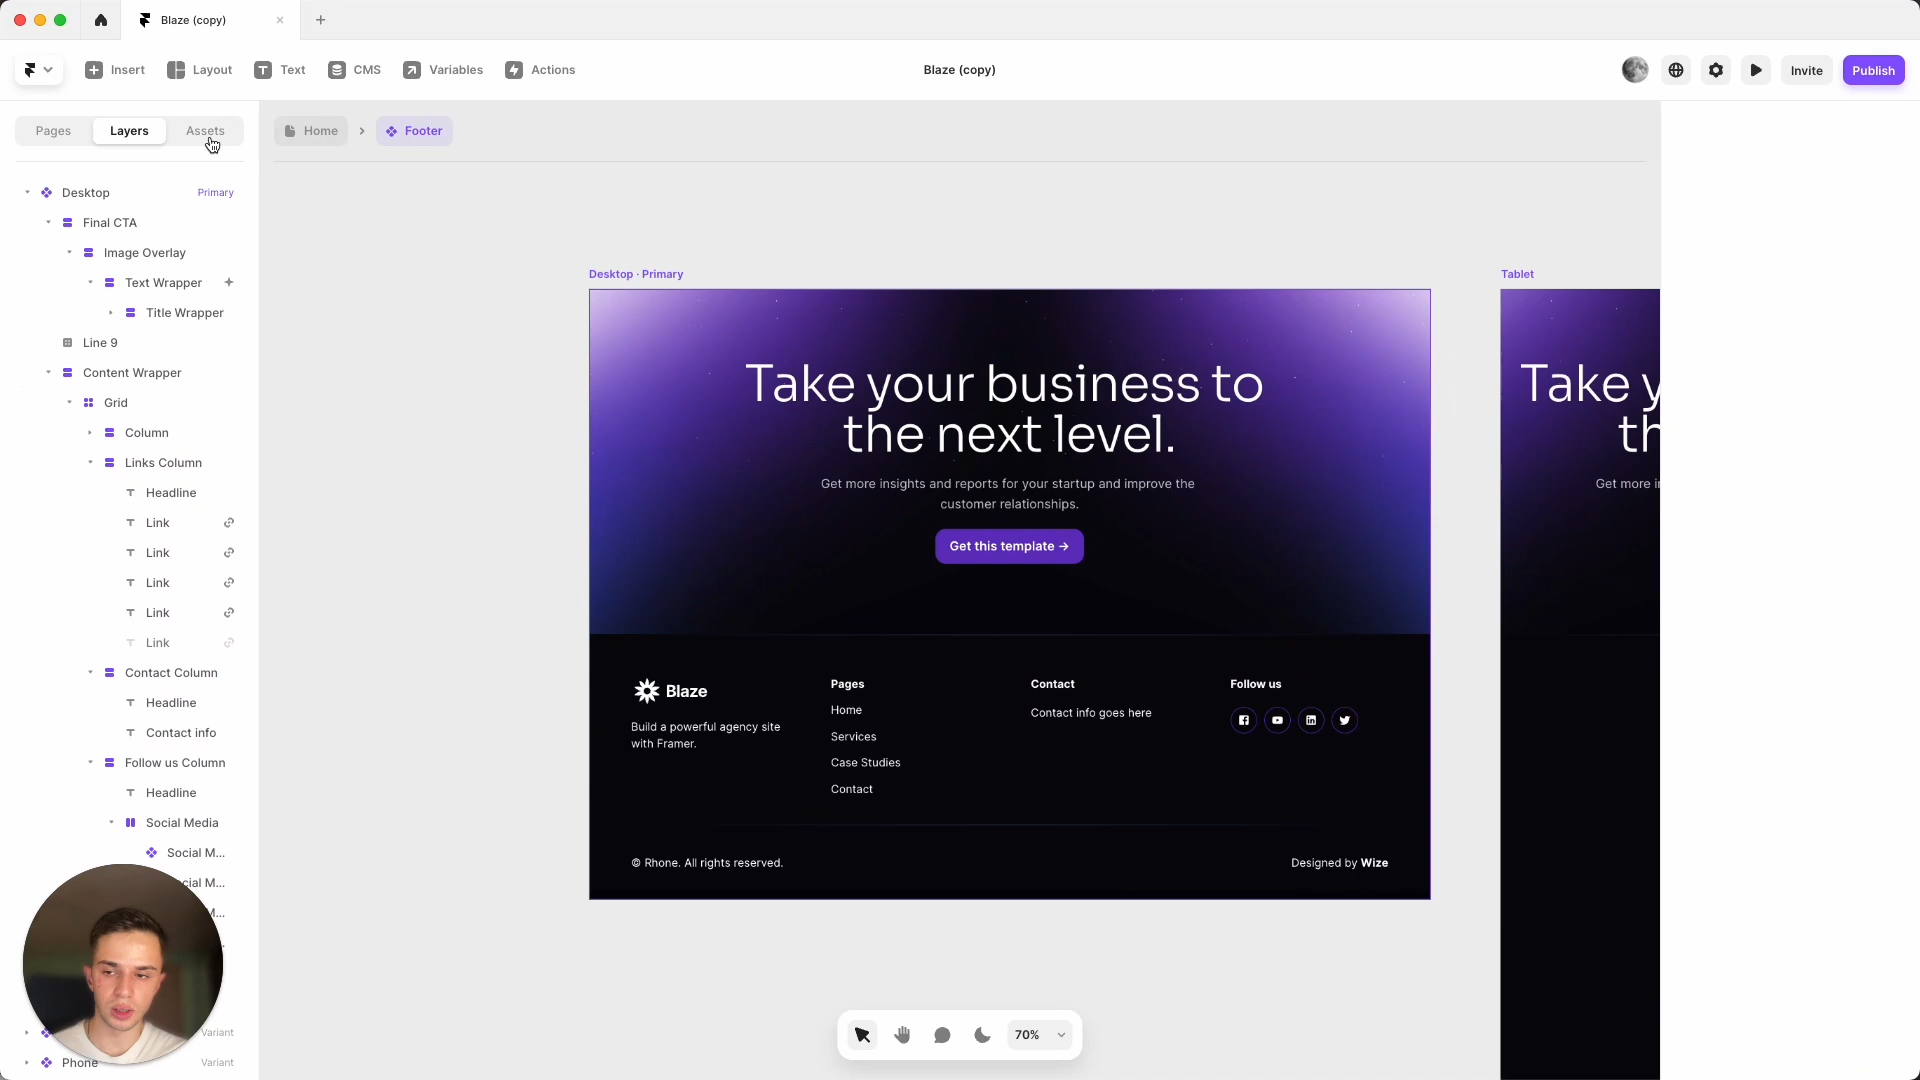 Blaze (copy)
Insert
Layout
Text
CMS
Variables
Actions
Blaze (copy)
Invite
Publish
Pages
Layers
Assets
Home
Footer
Desktop
Primary
Final CTA
Image Overlay
Text Wrapper
Title Wrapper
Line 9
Content Wrapper
Grid
Column
Links Column
Headline
Link
Link
Link
Link
Link
Contact Column
Headline
Contact info
Follow us Column
Headline
Social Media
Social M...
cial M...
M...
Variant
Phone
Variant
Desktop · Primary
Take your business to
the next level.
Get more insights and reports for your startup and improve the
customer relationships.
Get this template →
Blaze
Build a powerful agency site
with Framer.
Pages
Home
Services
Case Studies
Contact
Contact
Contact info goes here
Follow us
© Rhone. All rights reserved.
Designed by Wize
Tablet
Take y
th
Get more i
70%